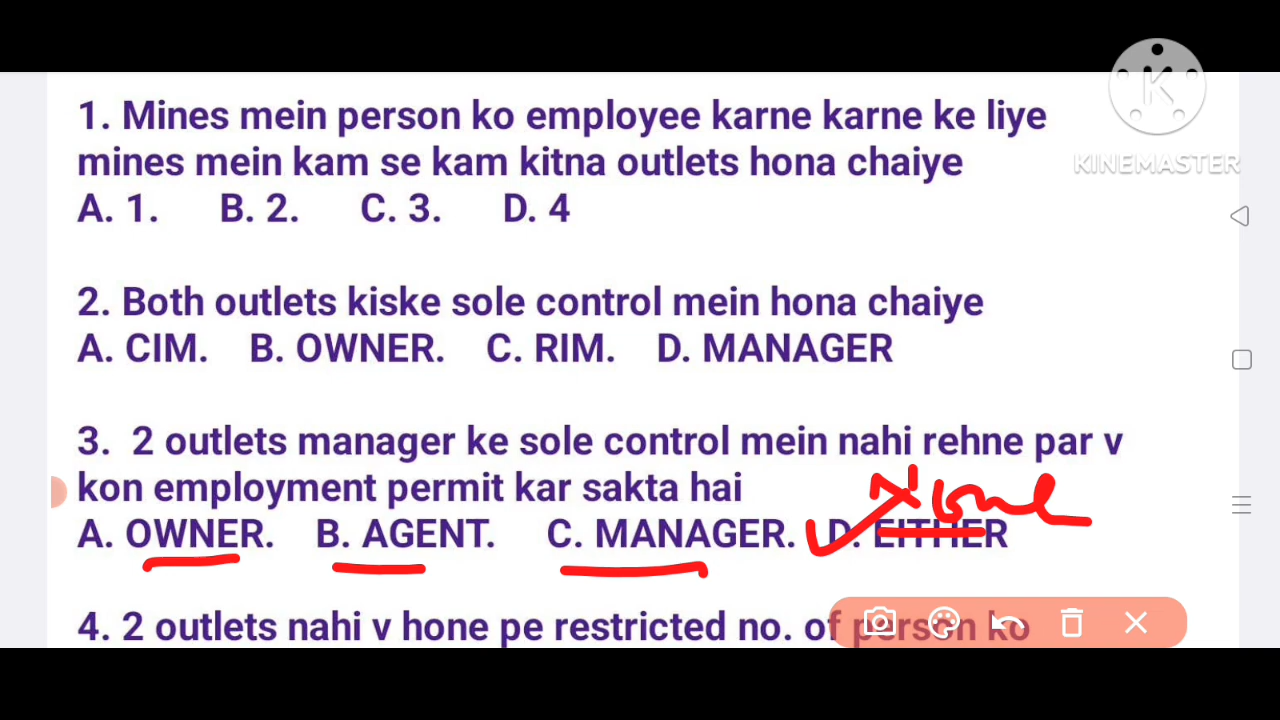 1. Mines mein person ko employee karne karne ke liye
mines mein kam se kam kitna outlets hona chaiye
A. 1. B. 2. C. 3. D. 4
KINEMASTER
2. Both outlets kiske sole control mein hona chaiye
A. CIM. B. OWNER. C. RIM. D. MANAGER
3. 2 outlets manager ke sole control mein nahi rehne par v
kon employment permit kar sakta hai
None
A. OWNER. B. AGENT. C. MANAGER. D. EITHER
4. 2 outlets nahi v hone pe restricted no. of person ko